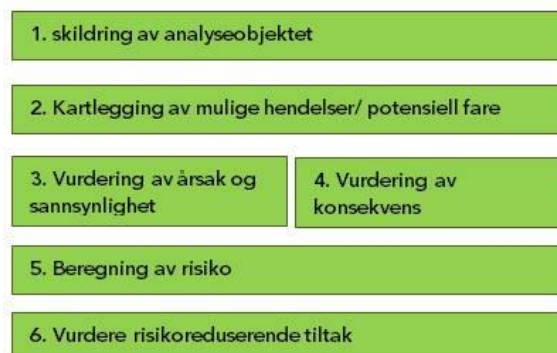 1. skildring av analyseobjektet
2. Kartlegging av mulige hendelser/ potensiell fare
3. Vurdering av årsak og
sannsynlighet
4. Vurdering av
konsekvens
5. Beregning av risiko
6. Vurdere risikoreduserende tiltak